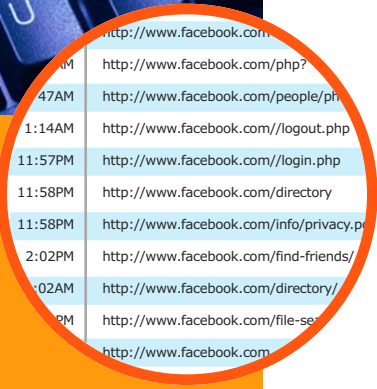 http://www.facebook.com
AM http://www.facebook.com/php?
47AM http://www.facebook.com/people/ph
1:14AM http://www.facebook.com//logout.php
11:57PM http://www.facebook.com//login.php
11:58PM http://www.facebook.com/directory
11:58PM http://www.facebook.com/info/privacy.p
2:02PM http://www.facebook.com/find-friends/
:02AM http://www.facebook.com/directory/
PM http://www.facebook.com/file-sea
http://www.facebook.com